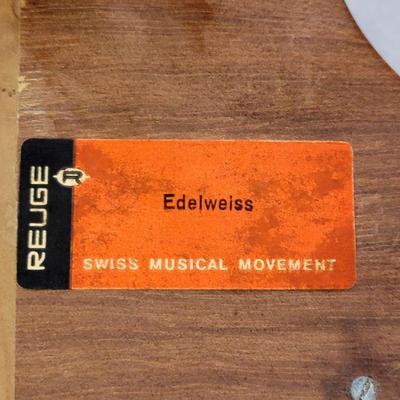 REUGE
R
Edelweiss
SWISS MUSICAL MOVEMENT